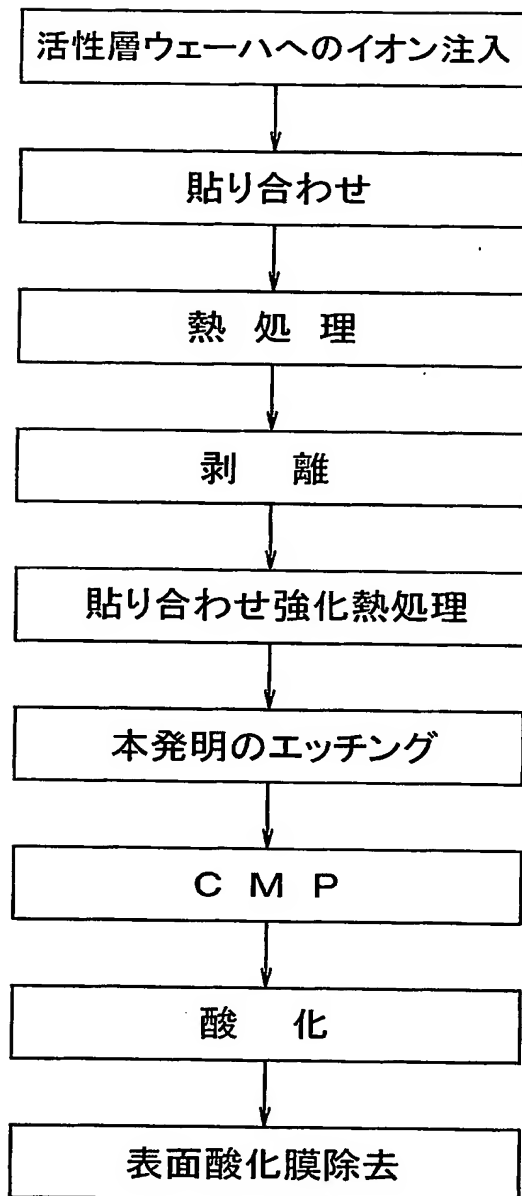 活性層ウェーハへのイオン注入
貼り合わせ
熱処理
剥離
貼り合わせ強化熱処理
本発明のエッチング
CMP
酸化
表面酸化膜除去